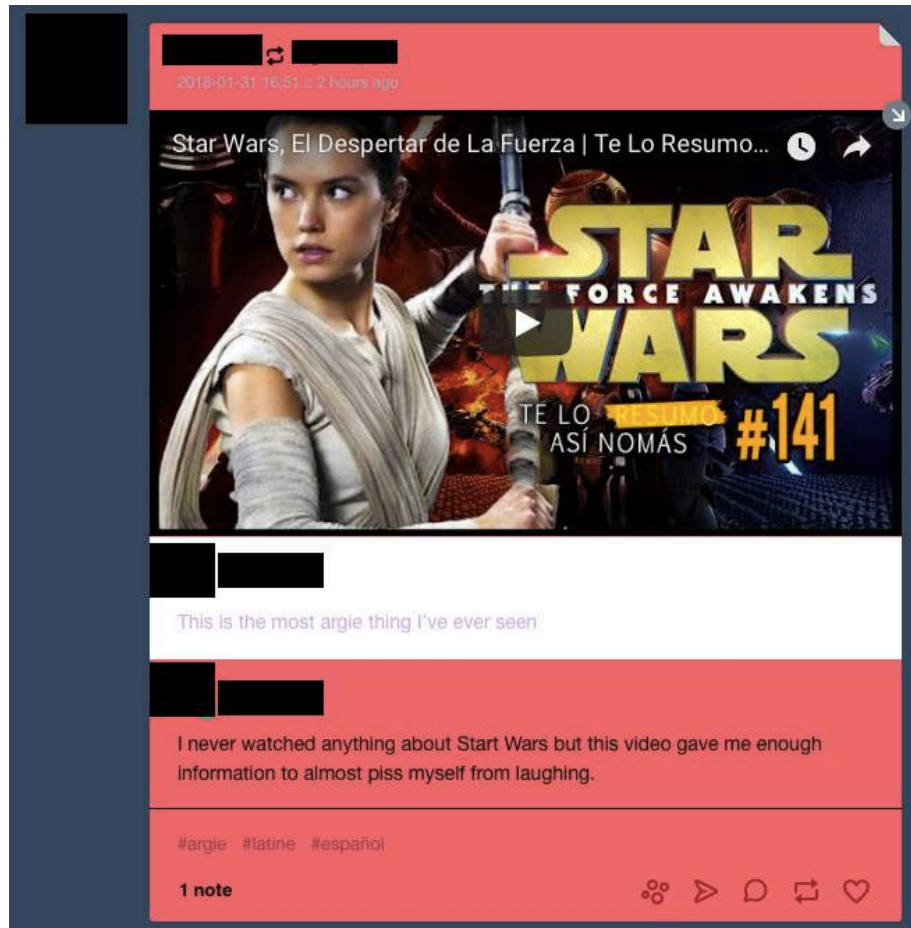 2018-01-31 16:51 :: 2 hours ago
Star Wars, El Despertar de La Fuerza | Te Lo Resumo...
STAR
THE FORCE AWAKENS
WARS
TE LO RESUMO
ASÍ NOMÁS #141
This is the most argie thing I've ever seen
I never watched anything about Start Wars but this video gave me enough
information to almost piss myself from laughing.
#argie #latine #español
1 note